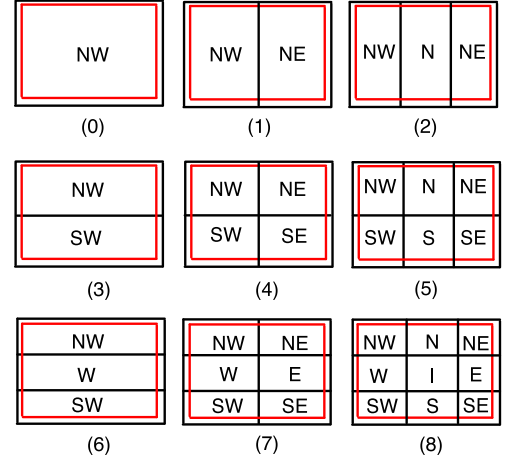 NW NW NE NW N NE
(0) (1) (2)
NW NW NE NW N NE
SW SW SE SW S SE
(3) (4) (5)
NW NW NE NW N NE
W W E W I E
SW SW SE SW S SE
(6) (7) (8)